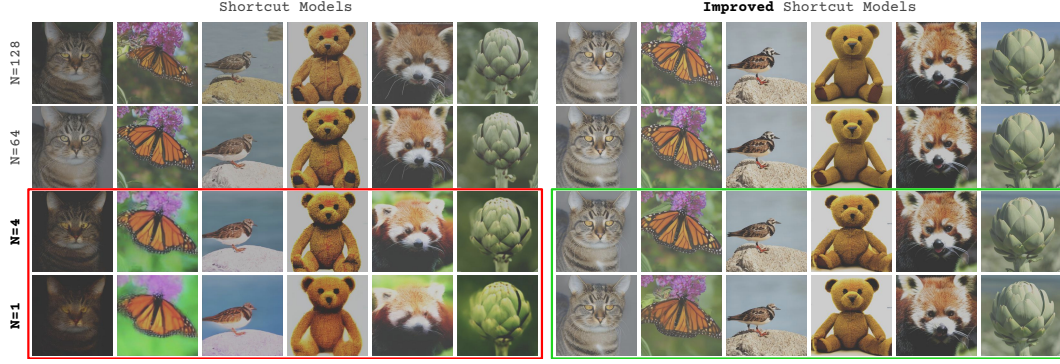 Shortcut Models
Improved Shortcut Models
N=128
N=64
N=4
N=1